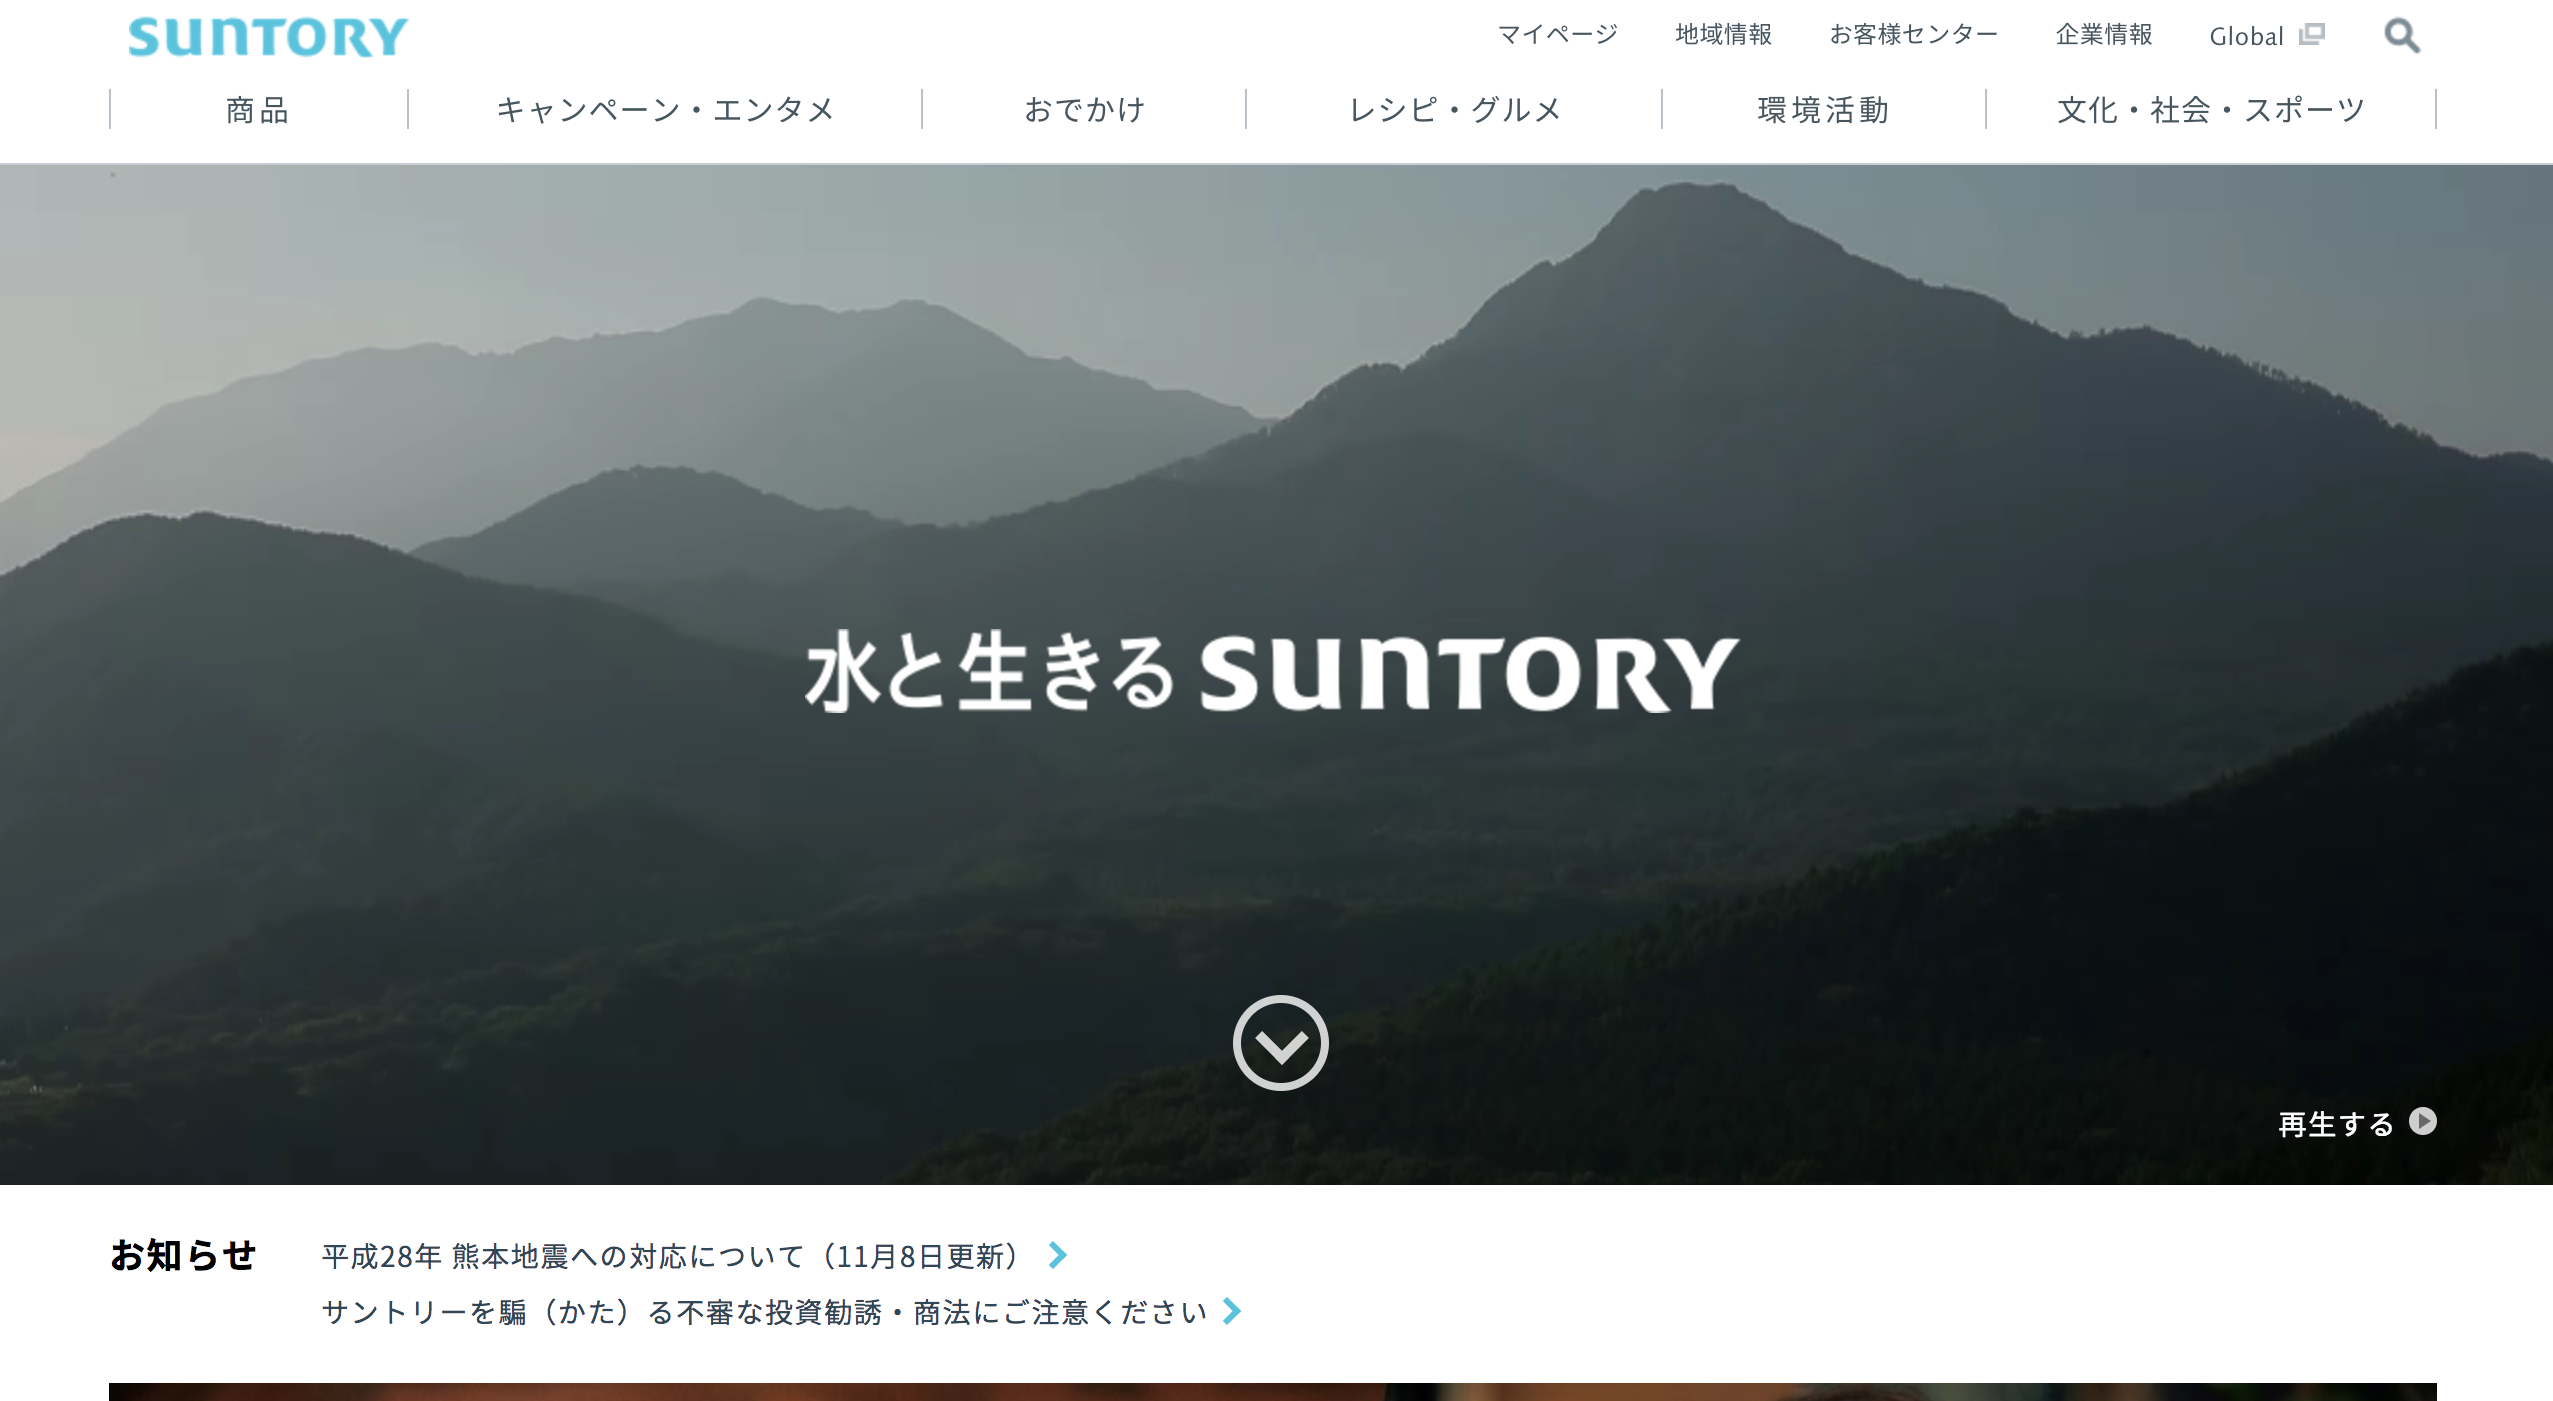 SUNTORY
マイページ 地域情報 お客様センター 企業情報 Global
商品 キャンペーン・エンタメ おでかけ レシピ・グルメ 環境活動 文化・社会・スポーツ
水と生きる SUNTORY
再生する
お知らせ 平成28年 熊本地震への対応について（11月8日更新）
サントリーを騙（かた）る不審な投資勧誘・商法にご注意ください